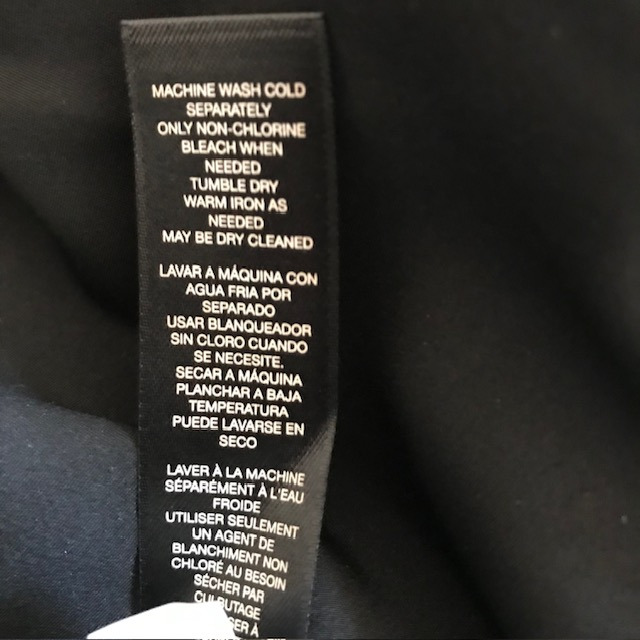 MACHINE WASH COLD
SEPARATELY
ONLY NON-CHLORINE
BLEACH WHEN
NEEDED
TUMBLE DRY
WARM IRON AS
NEEDED
MAY BE DRY CLEANED
LAVAR A MÁQUINA CON
AGUA FRIA POR
SEPARADO
USAR BLANQUEADOR
SIN CLORO CUANDO
SE NECESITE.
SECAR A MÁQUINA
PLANCHAR A BAJA
TEMPERATURA
PUEDE LAVARSE EN
SECO
LAVER À LA MACHINE
SÉPARÉMENT À L'EAU
FROIDE
UTILISER SEULEMENT
UN AGENT DE
BLANCHIMENT NON
CHLORÉ AU BESOIN
SÉCHER PAR
CULBUTAGE
À